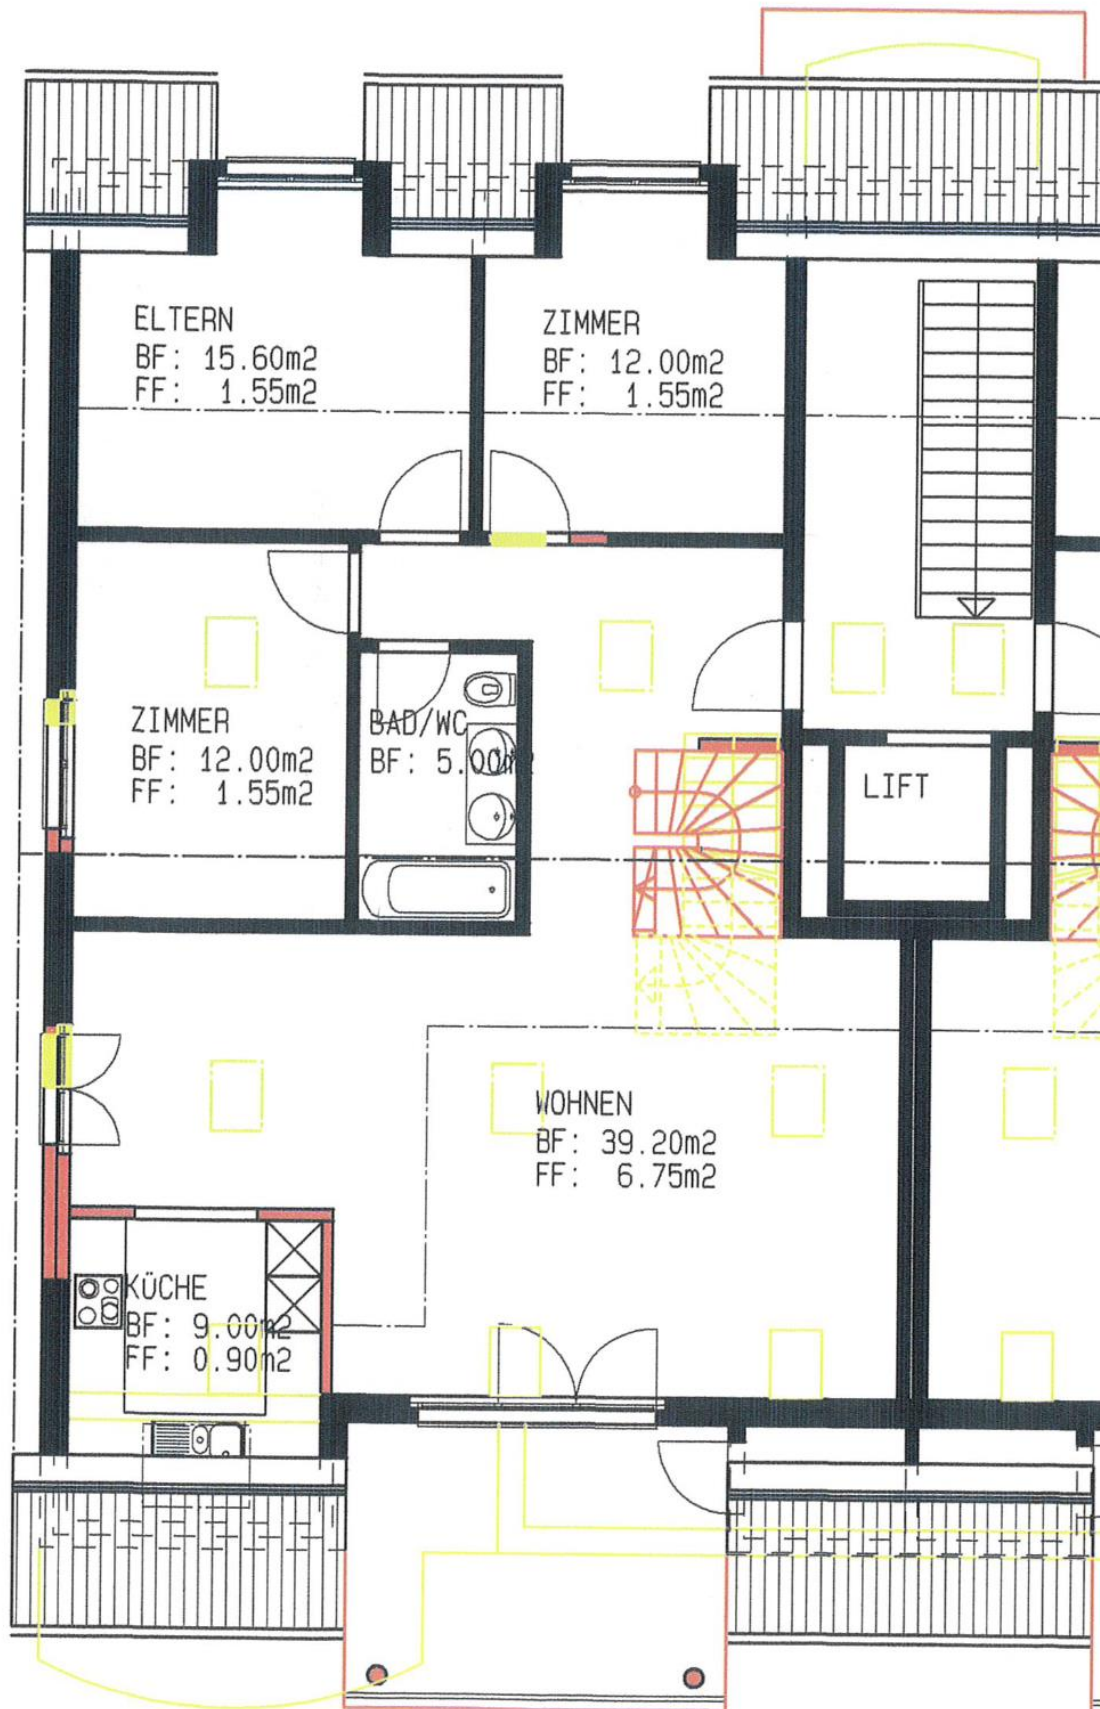 ELTERN
BF: 15.60m2
FF: 1.55m2
ZIMMER
BF: 12.00m2
FF: 1.55m2
ZIMMER
BF: 12.00m2
FF: 1.55m2
BAD/WC
BF: 5.00m2
LIFT
WOHNEN
BF: 39.20m2
FF: 6.75m2
KÜCHE
BF: 9.00m2
FF: 0.90m2